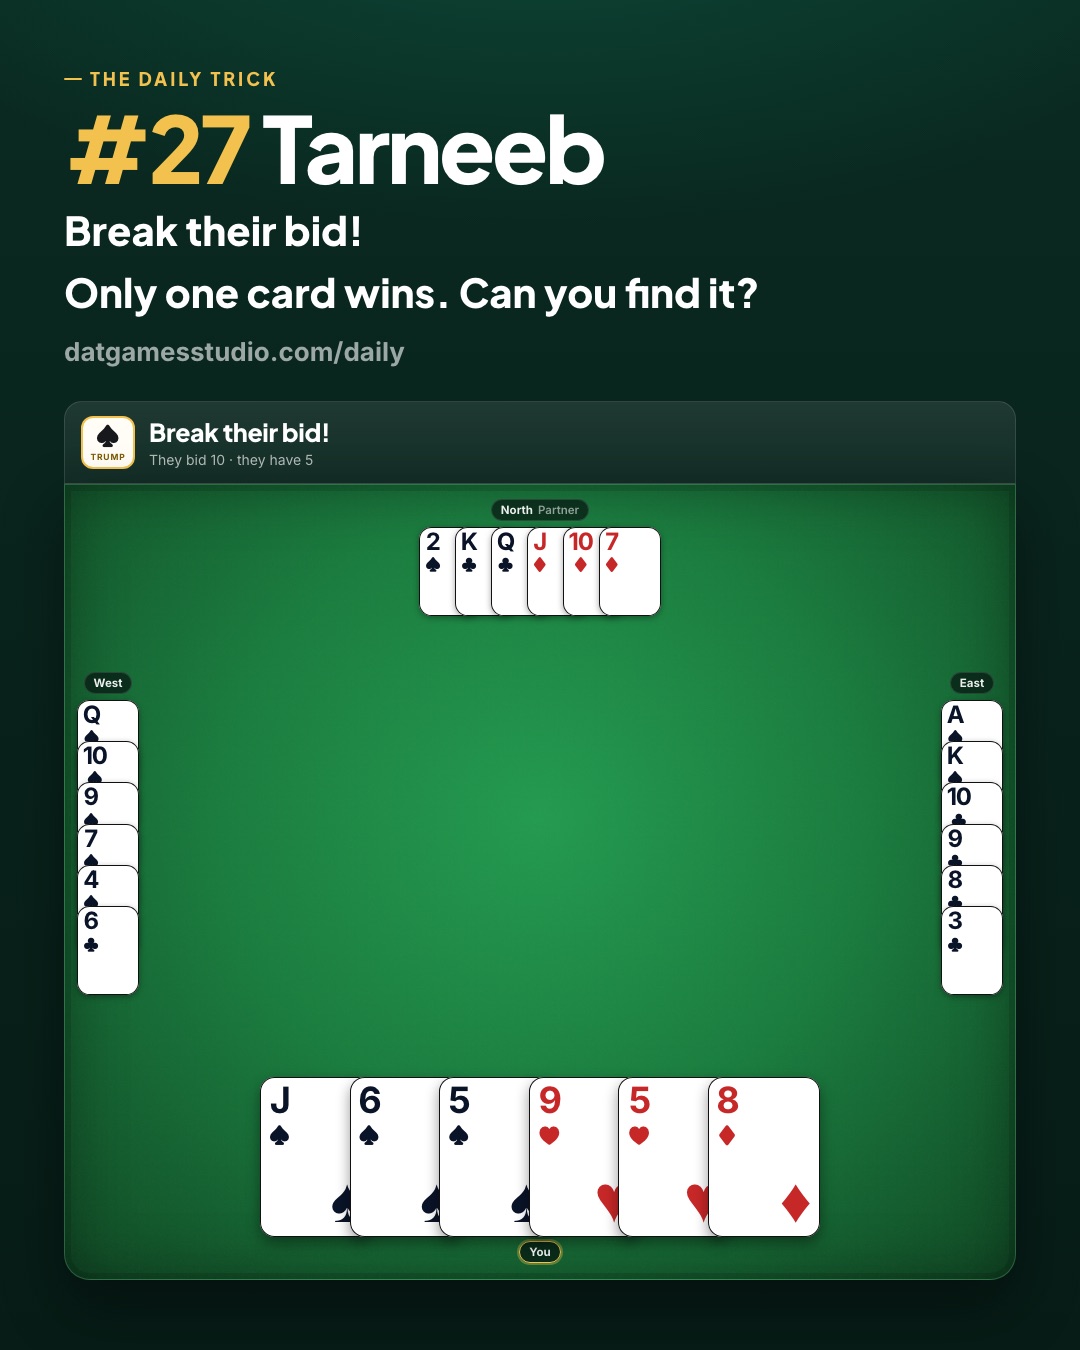 — THE DAILY TRICK
#27 Tarneeb
Break their bid!
Only one card wins. Can you find it?
datgamesstudio.com/daily
♠ TRUMP
Break their bid!
They bid 10 · they have 5
North Partner
2♠ K♣ Q♣ J♦ 10♦ 7♦
West
Q♠
10♠
9♠
7♠
4♠
6♣
East
A♠
K♠
10♣
9♣
8♣
3♣
J♠ 6♠ 5♠ 9♥ 5♥ 8♦
You